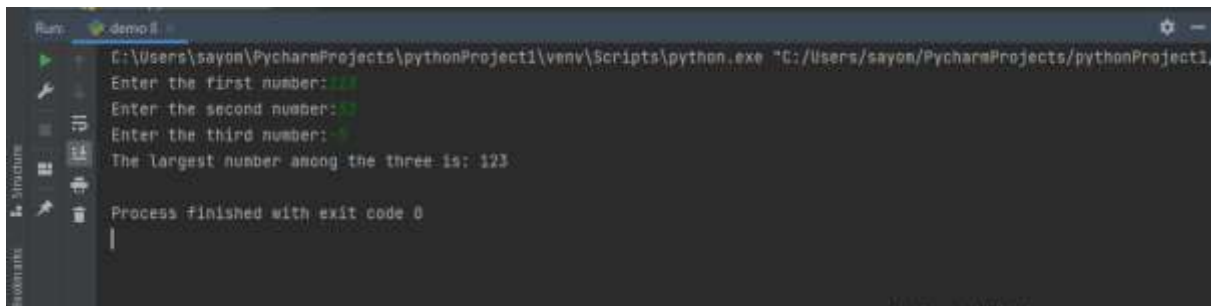 Run: demo 8
C:\Users\sayom\PycharmProjects\pythonProject1\venv\Scripts\python.exe "C:/Users/sayom/PycharmProjects/pythonProject1/
Enter the first number:
Enter the second number:
Enter the third number:
The largest number among the three is: 123
Process finished with exit code 0
Structure
Bookmarks